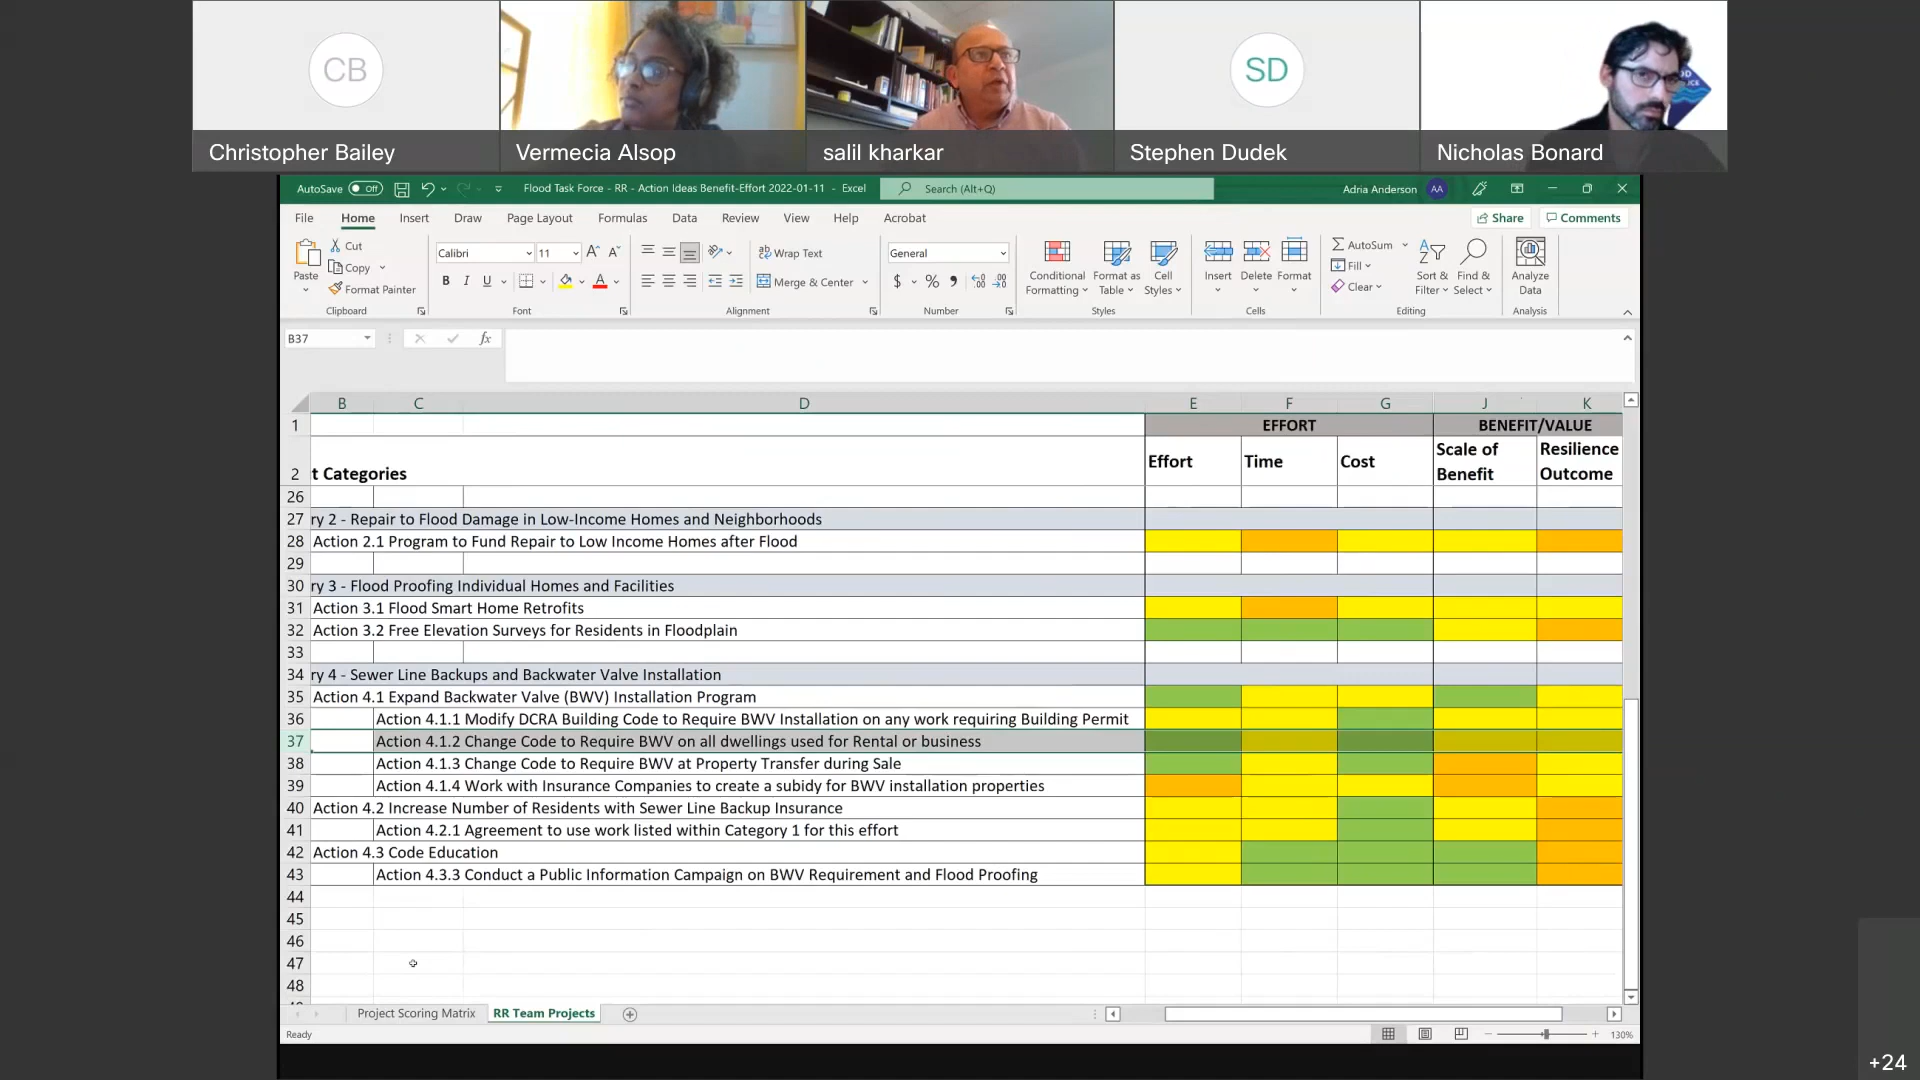 CB
SD
Christopher Bailey
Vermecia Alsop
salil kharkar
Stephen Dudek
Nicholas Bonard
AutoSave Off
Flood Task Force - RR - Action Ideas Benefit-Effort 2022-01-11 - Excel
Search (Alt+Q)
Adria Anderson AA
File Home Insert Draw Page Layout Formulas Data Review View Help Acrobat
Share Comments
Paste
Cut
Copy
Format Painter
Clipboard
Calibri 11
B I U
Font
Wrap Text
Merge & Center
Alignment
General
$ % 9
Number
Conditional Formatting
Format as Table
Cell Styles
Styles
Insert Delete Format
Cells
AutoSum
Fill
Clear
Sort & Filter
Find & Select
Editing
Analyze Data
Analysis
B37
fx
B C D E F G J K
1 EFFORT BENEFIT/VALUE
2 t Categories Effort Time Cost Scale of Benefit Resilience Outcome
26
27 ry 2 - Repair to Flood Damage in Low-Income Homes and Neighborhoods
28 Action 2.1 Program to Fund Repair to Low Income Homes after Flood
29
30 ry 3 - Flood Proofing Individual Homes and Facilities
31 Action 3.1 Flood Smart Home Retrofits
32 Action 3.2 Free Elevation Surveys for Residents in Floodplain
33
34 ry 4 - Sewer Line Backups and Backwater Valve Installation
35 Action 4.1 Expand Backwater Valve (BWV) Installation Program
36 Action 4.1.1 Modify DCRA Building Code to Require BWV Installation on any work requiring Building Permit
37 Action 4.1.2 Change Code to Require BWV on all dwellings used for Rental or business
38 Action 4.1.3 Change Code to Require BWV at Property Transfer during Sale
39 Action 4.1.4 Work with Insurance Companies to create a subidy for BWV installation properties
40 Action 4.2 Increase Number of Residents with Sewer Line Backup Insurance
41 Action 4.2.1 Agreement to use work listed within Category 1 for this effort
42 Action 4.3 Code Education
43 Action 4.3.3 Conduct a Public Information Campaign on BWV Requirement and Flood Proofing
44
45
46
47
48
Project Scoring Matrix RR Team Projects
Ready
130%
+24